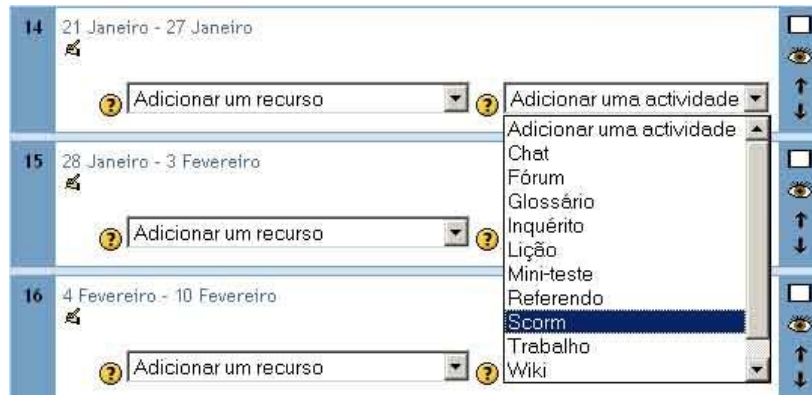 14 21 Janeiro - 27 Janeiro
? Adicionar um recurso ? Adicionar uma actividade
Adicionar uma actividade
Chat
15 28 Janeiro - 3 Fevereiro
Fórum
Glossário
Inquérito
? Adicionar um recurso ?
Lição
Mini-teste
16 4 Fevereiro - 10 Fevereiro
Referendo
Scorm
Trabalho
? Adicionar um recurso ?
Wiki